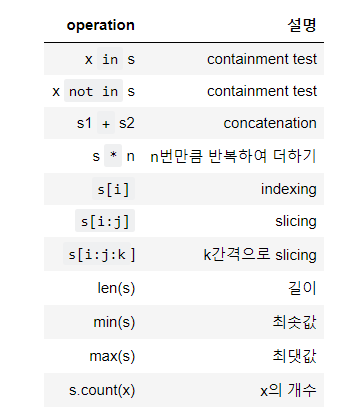 operation 설명
x in s containment test
x not in s containment test
s1 + s2 concatenation
s * n n번만큼 반복하여 더하기
s[i] indexing
s[i:j] slicing
s[i:j:k ] k간격으로 slicing
len(s) 길이
min(s) 최솟값
max(s) 최댓값
s.count(x) x의 개수